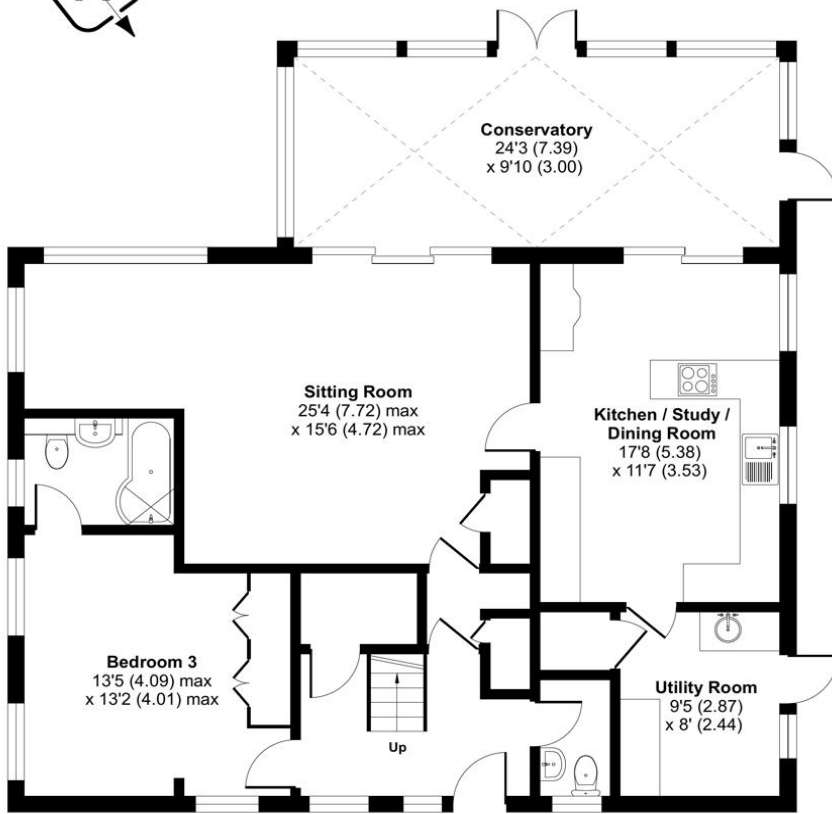 Conservatory
24'3 (7.39)
x 9'10 (3.00)
Sitting Room
25'4 (7.72) max
x 15'6 (4.72) max
Kitchen / Study /
Dining Room
17'8 (5.38)
x 11'7 (3.53)
Bedroom 3
13'5 (4.09) max
x 13'2 (4.01) max
Utility Room
9'5 (2.87)
x 8' (2.44)
Up